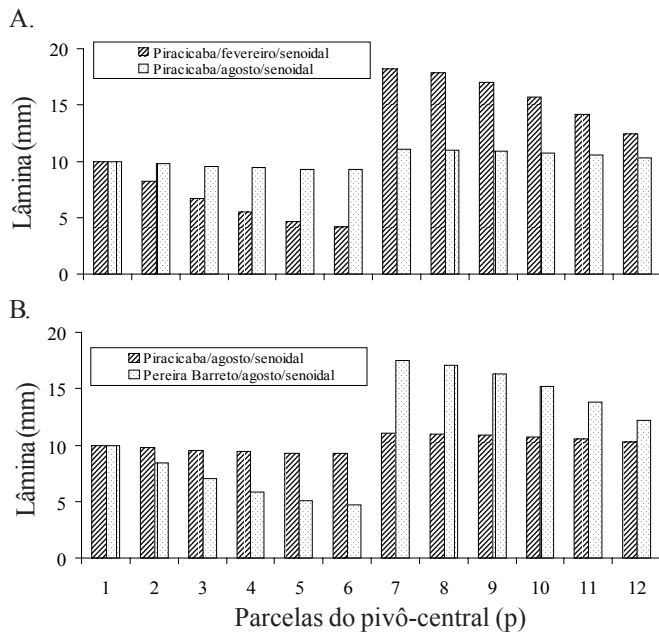 A.
20
Piracicaba/fevereiro/senoidal
Piracicaba/agosto/senoidal
15
10
5
0
Lâmina (mm)
B.
20
Piracicaba/agosto/senoidal
Pereira Barreto/agosto/senoidal
15
10
5
0
Lâmina (mm)
1 2 3 4 5 6 7 8 9 10 11 12
Parcelas do pivô-central (p)